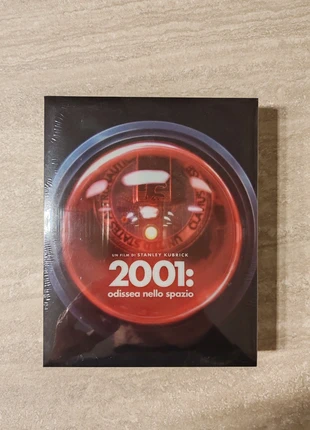 UN FILM DI STANLEY KUBRICK
2001:
odissea nello spazio